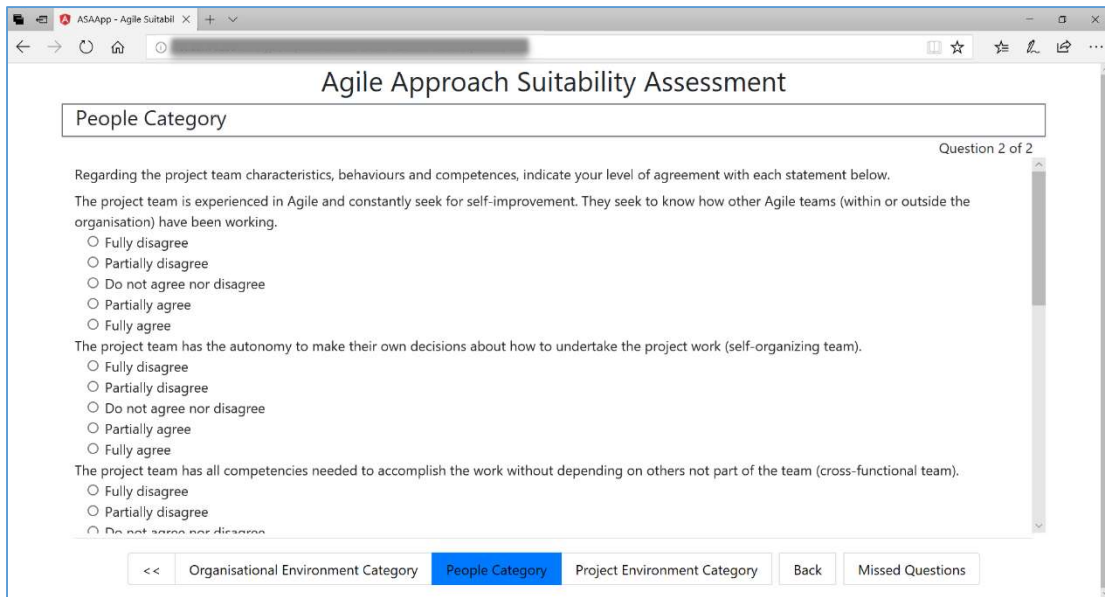 ASAApp - Agile Suitabil
Agile Approach Suitability Assessment
People Category
Question 2 of 2
Regarding the project team characteristics, behaviours and competences, indicate your level of agreement with each statement below.
The project team is experienced in Agile and constantly seek for self-improvement. They seek to know how other Agile teams (within or outside the
organisation) have been working.
Fully disagree
Partially disagree
Do not agree nor disagree
Partially agree
Fully agree
The project team has the autonomy to make their own decisions about how to undertake the project work (self-organizing team).
Fully disagree
Partially disagree
Do not agree nor disagree
Partially agree
Fully agree
The project team has all competencies needed to accomplish the work without depending on others not part of the team (cross-functional team).
Fully disagree
Partially disagree
Do not agree nor disagree
<< Organisational Environment Category People Category Project Environment Category Back Missed Questions